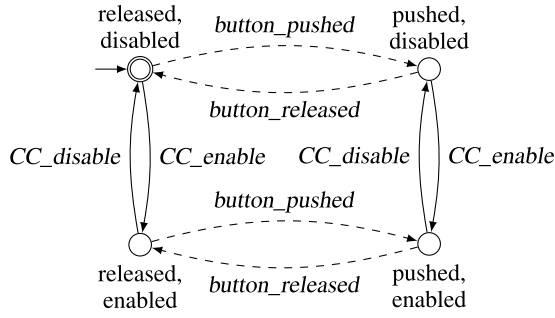 released,
disabled
button_pushed
pushed,
disabled
button_released
CC_disable
CC_enable
CC_disable
CC_enable
button_pushed
released,
enabled
button_released
pushed,
enabled